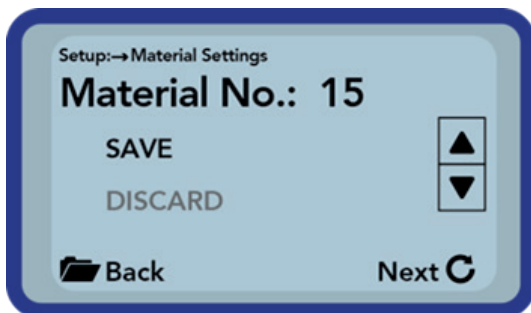 Setup:→Material Settings
Material No.: 15
SAVE
DISCARD
Back
Next